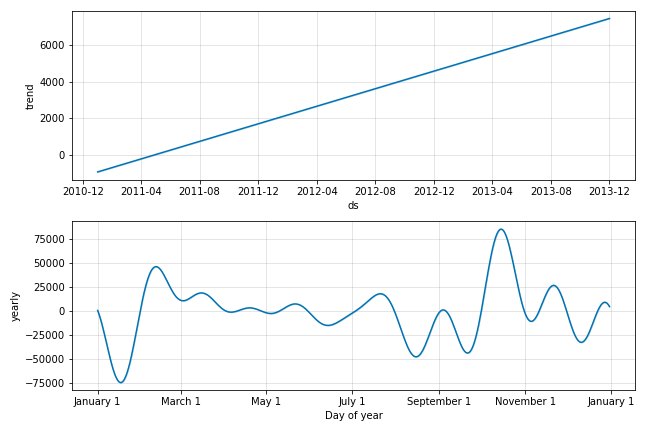 6000
4000
2000
0
trend
2010-12 2011-04 2011-08 2011-12 2012-04 2012-08 2012-12 2013-04 2013-08 2013-12
ds
75000
50000
25000
0
−25000
−50000
−75000
yearly
January 1 March 1 May 1 July 1 September 1 November 1 January 1
Day of year